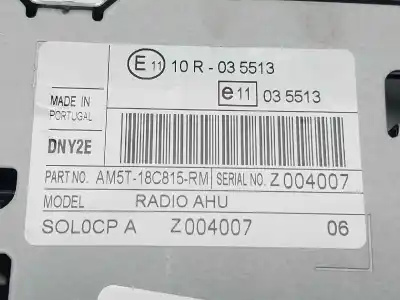 E 11 10 R - 03 5513
e 11 03 5513
MADE IN
PORTUGAL
DNY2E
PART NO. AM5T-18C815-RM SERIAL NO. Z004007
MODEL RADIO AHU
SOL0CP A Z004007 06